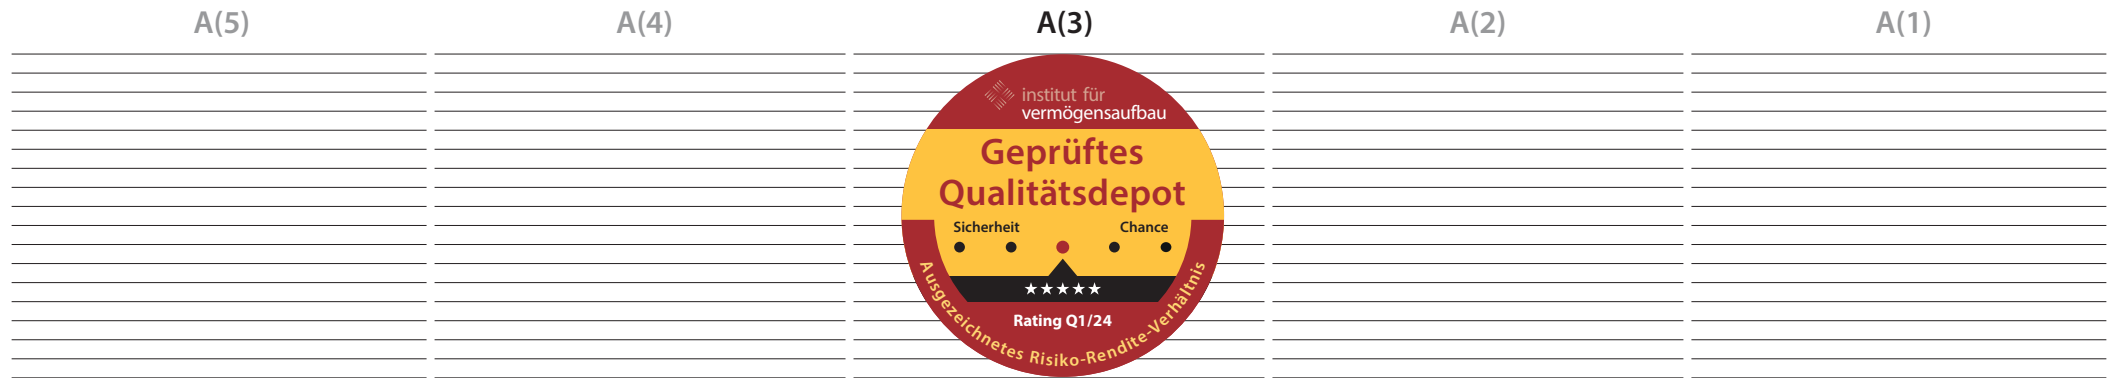 A(5) A(4) A(3) A(2) A(1)
institut für
vermögensaufbau
Geprüftes
Qualitätsdepot
Sicherheit Chance
★★★★★
Rating Q1/24
Ausgezeichnetes Risiko-Rendite-Verhältnis